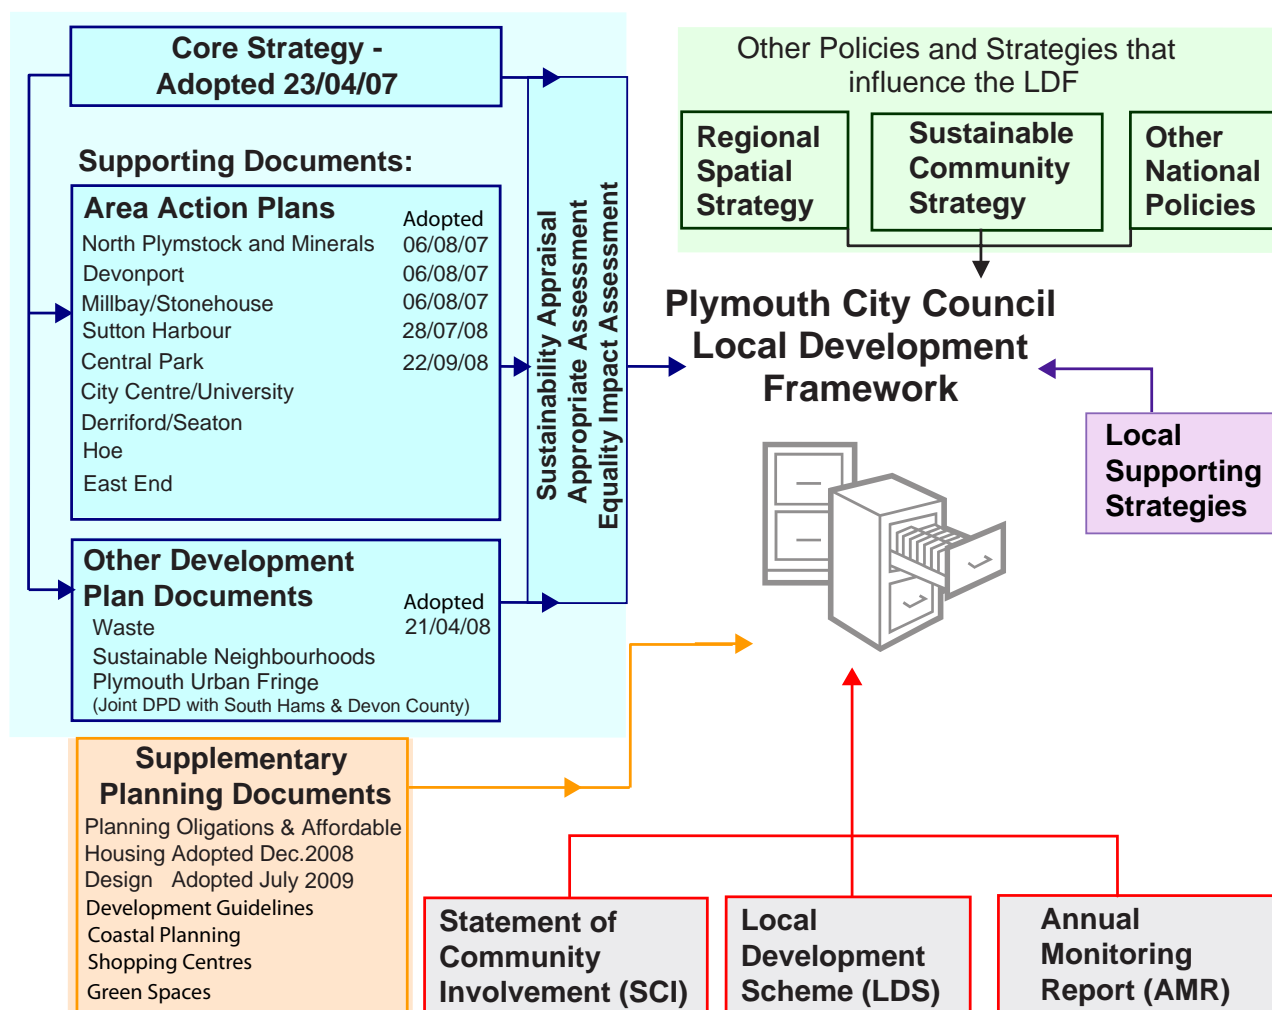 Core Strategy -
Adopted 23/04/07
Supporting Documents:
Area Action Plans
Adopted
North Plymstock and Minerals 06/08/07
Devonport 06/08/07
Millbay/Stonehouse 06/08/07
Sutton Harbour 28/07/08
Central Park 22/09/08
City Centre/University
Derriford/Seaton
Hoe
East End
Other Development
Plan Documents
Adopted
Waste 21/04/08
Sustainable Neighbourhoods
Plymouth Urban Fringe
(Joint DPD with South Hams & Devon County)
Sustainability Appraisal
Appropriate Assessment
Equality Impact Assessment
Other Policies and Strategies that
influence the LDF
Regional
Spatial
Strategy
Sustainable
Community
Strategy
Other
National
Policies
Plymouth City Council
Local Development
Framework
Local
Supporting
Strategies
Supplementary
Planning Documents
Planning Oligations & Affordable
Housing Adopted Dec.2008
Design Adopted July 2009
Development Guidelines
Coastal Planning
Shopping Centres
Green Spaces
Statement of
Community
Involvement (SCI)
Local
Development
Scheme (LDS)
Annual
Monitoring
Report (AMR)